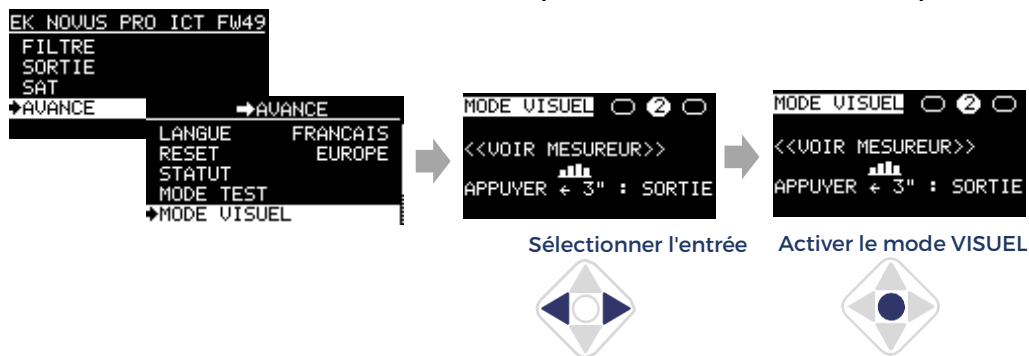 EK NOVUS PRO ICT FW49
FILTRE
SORTIE
SAT
➔AVANCE
➔AVANCE
LANGUE FRANCAIS
RESET EUROPE
STATUT
MODE TEST
➔MODE VISUEL
MODE VISUEL 2
<<VOIR MESUREUR>>
APPUYER ← 3" : SORTIE
Sélectionner l'entrée
MODE VISUEL 2
<<VOIR MESUREUR>>
APPUYER ← 3" : SORTIE
Activer le mode VISUEL